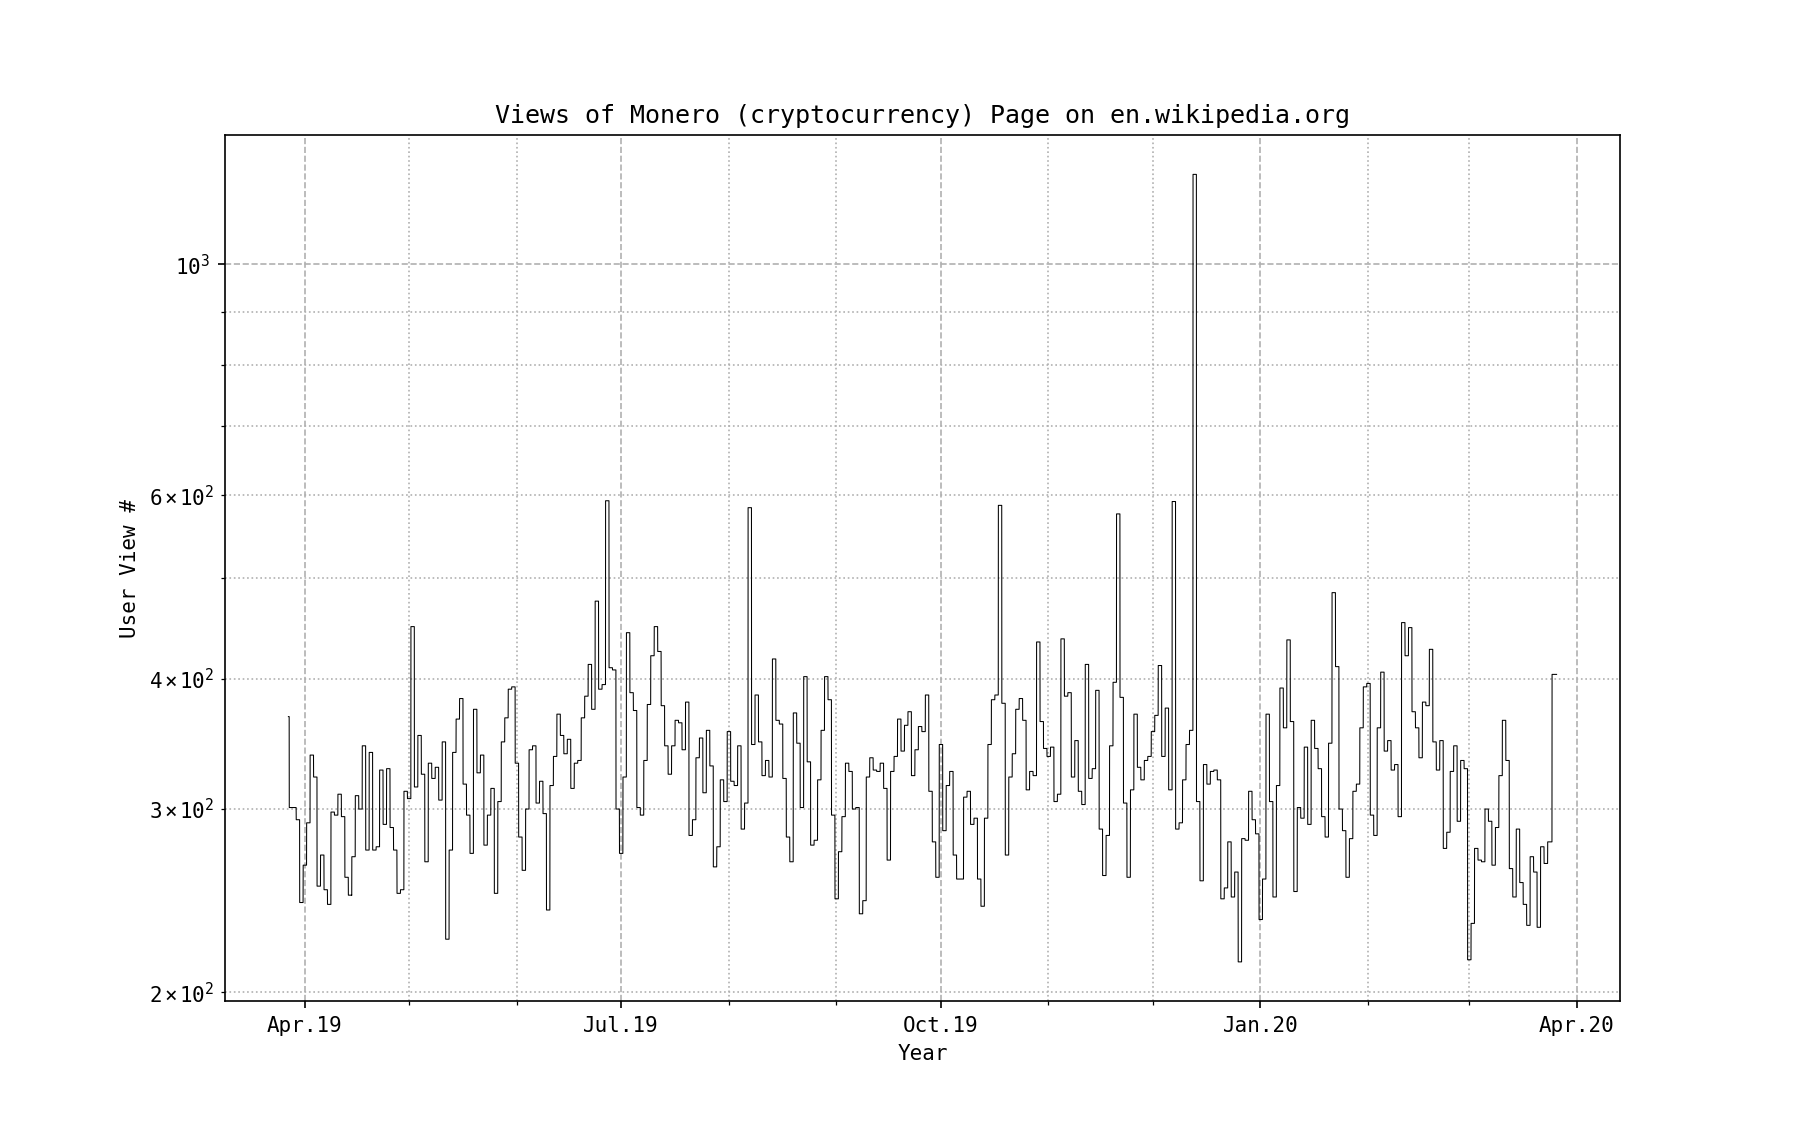 Views of Monero (cryptocurrency) Page on en.wikipedia.org
10³
6×10²
4×10²
3×10²
2×10²
User View #
Apr.19 Jul.19 Oct.19 Jan.20 Apr.20
Year